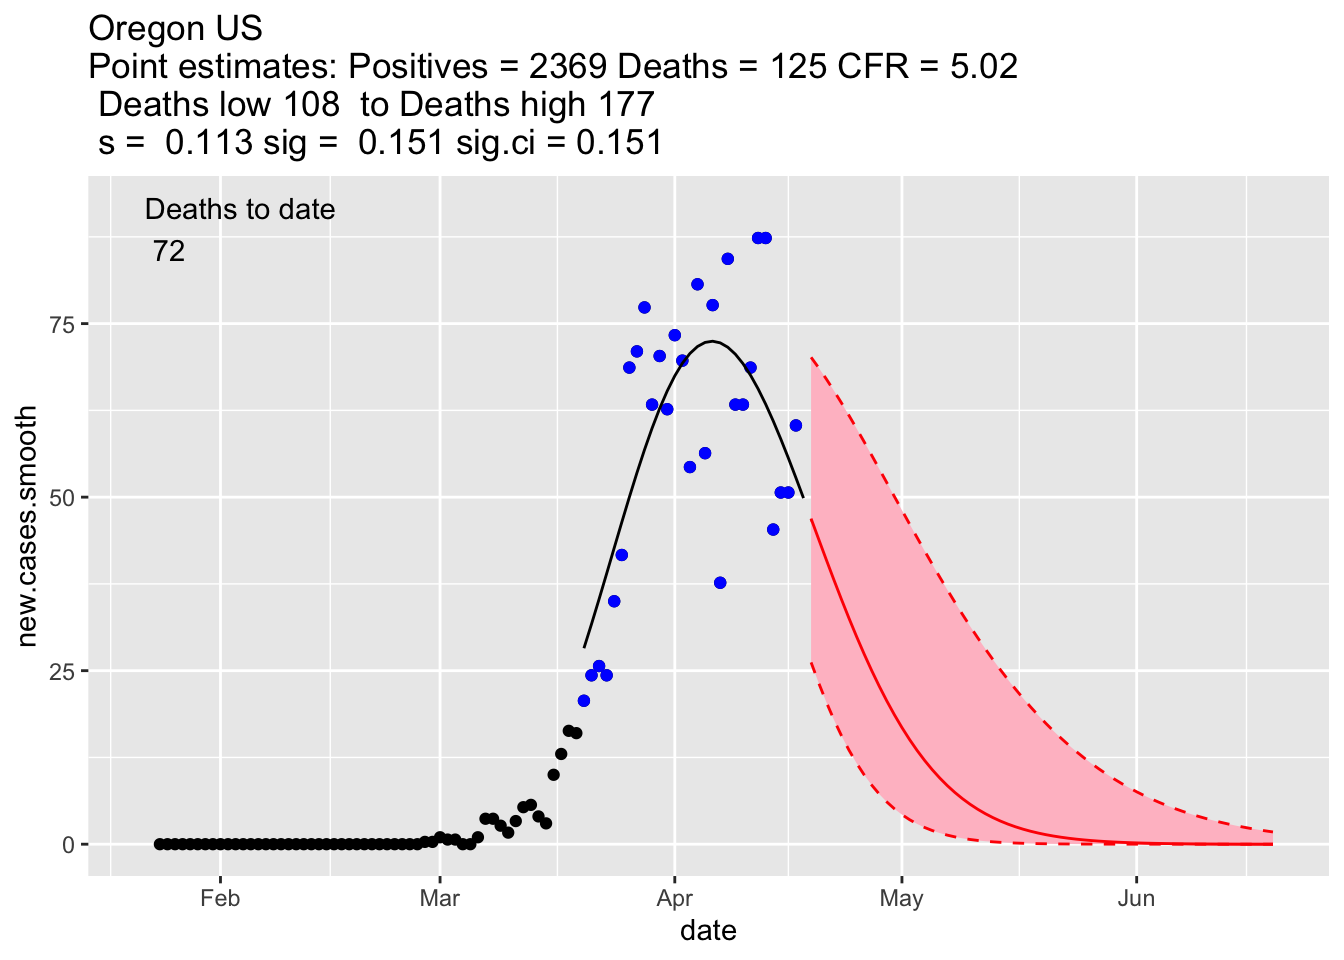 Oregon US
Point estimates: Positives = 2369 Deaths = 125 CFR = 5.02
Deaths low 108  to Deaths high 177
s =  0.113 sig =  0.151 sig.ci = 0.151
Deaths to date
72
new.cases.smooth
75
50
25
0
Feb Mar Apr May Jun
date